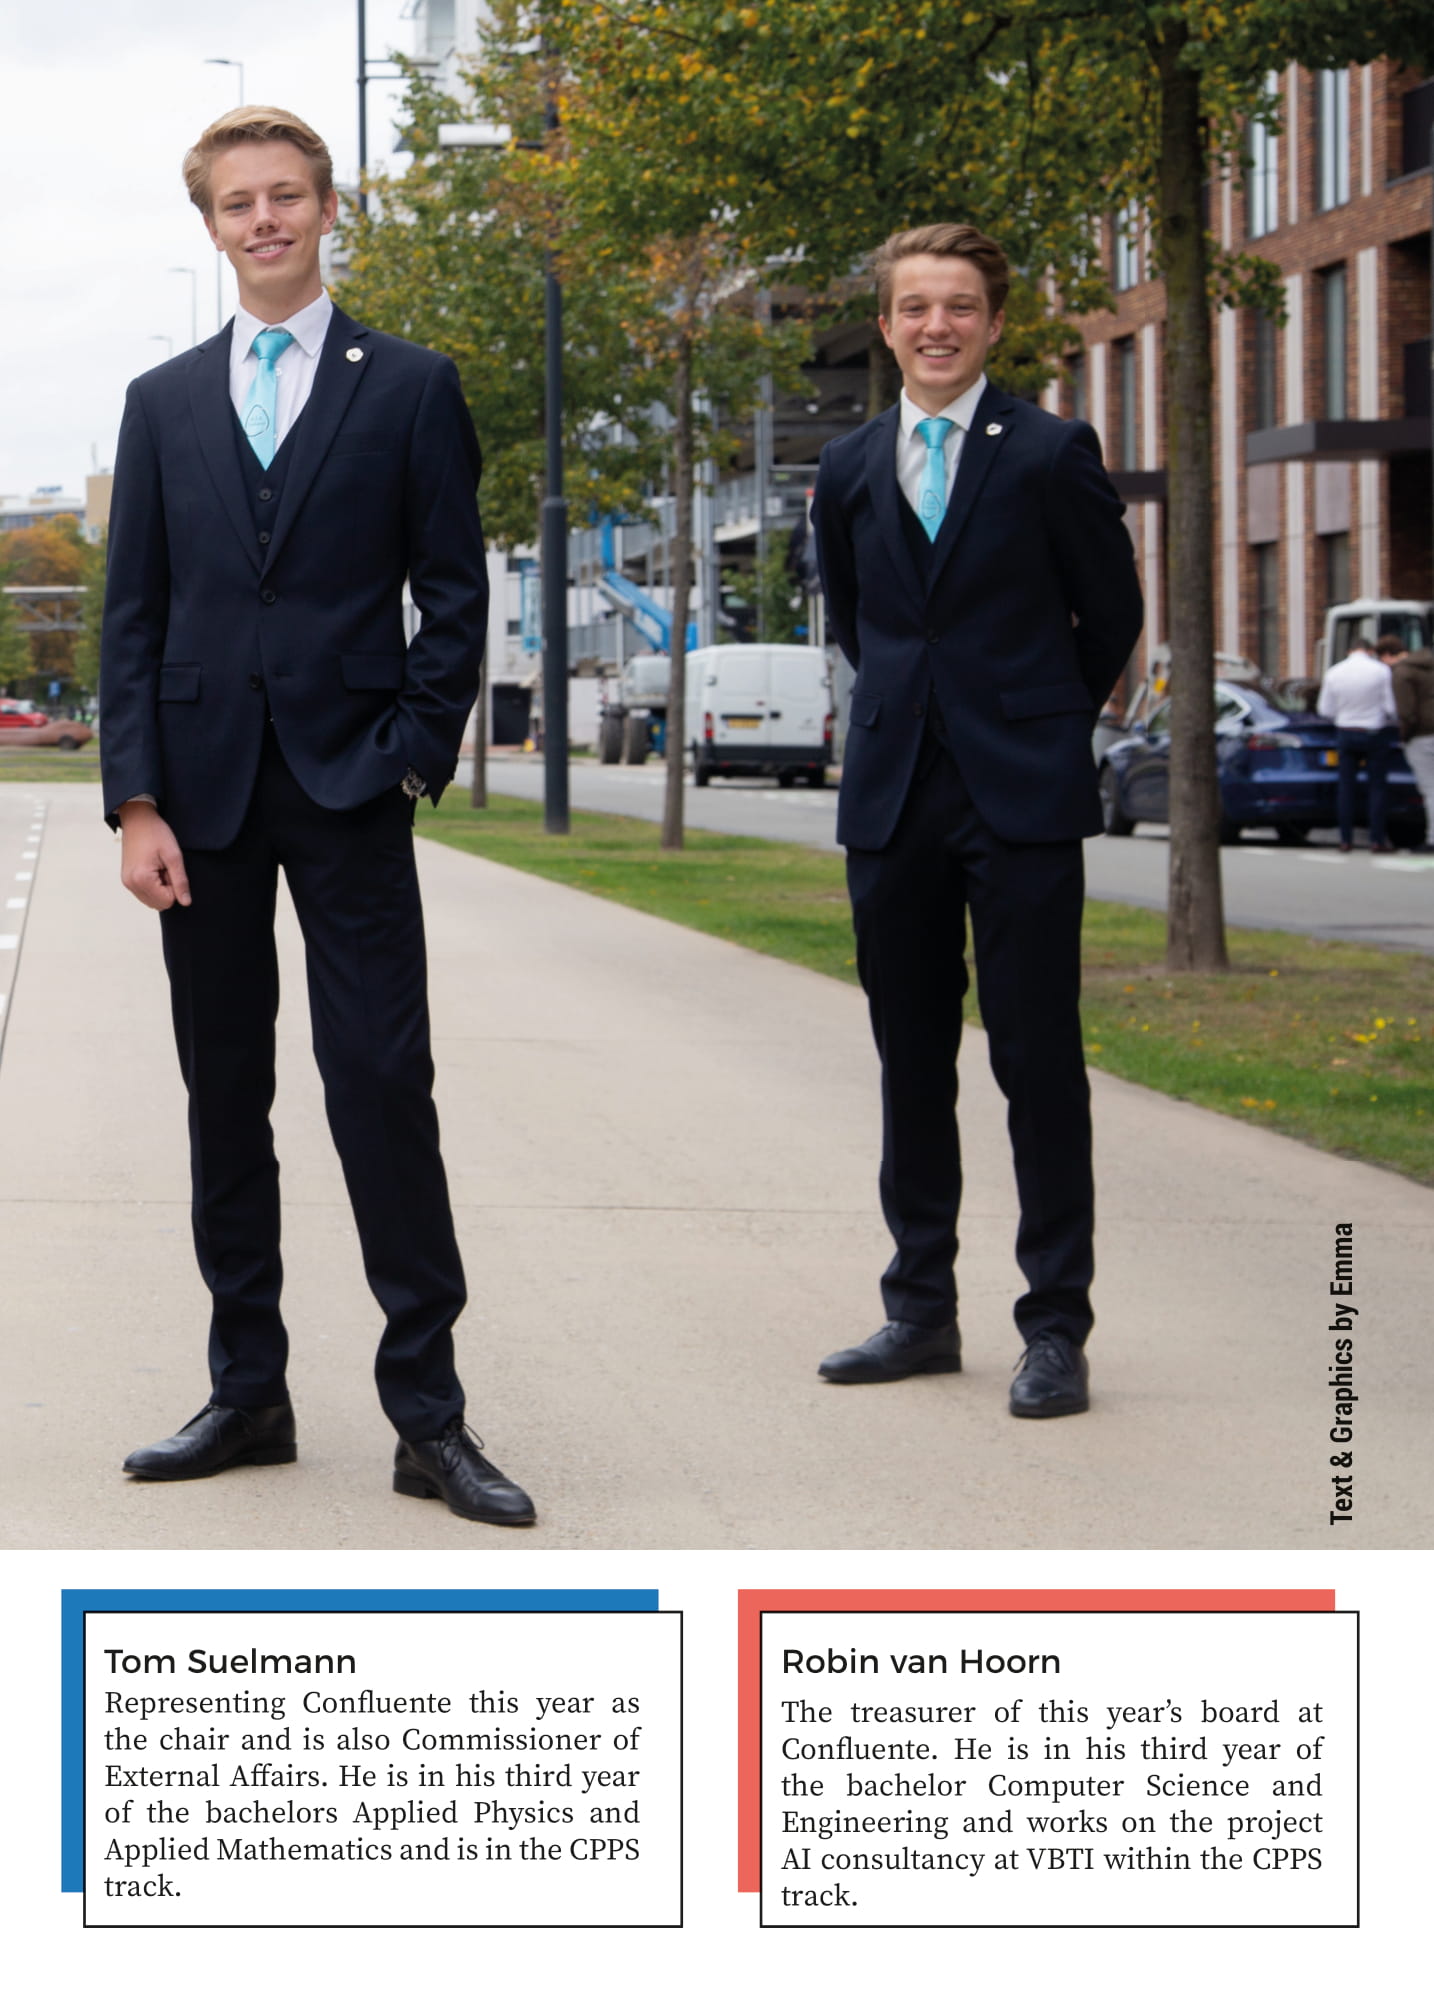 Text & Graphics by Emma
Tom Suelmann
Representing Confluente this year as
the chair and is also Commissioner of
External Affairs. He is in his third year
of the bachelors Applied Physics and
Applied Mathematics and is in the CPPS
track.
Robin van Hoorn
The treasurer of this year’s board at
Confluente. He is in his third year of
the bachelor Computer Science and
Engineering and works on the project
AI consultancy at VBTI within the CPPS
track.